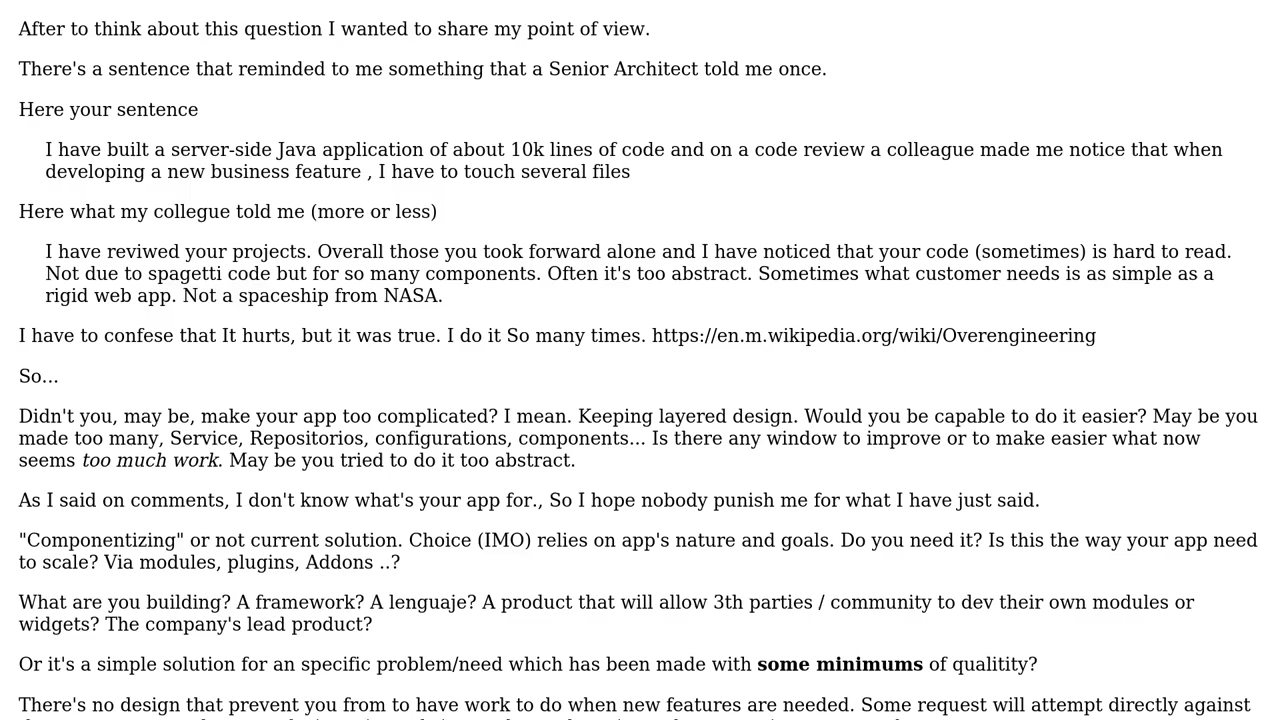 After to think about this question I wanted to share my point of view.
There's a sentence that reminded to me something that a Senior Architect told me once.
Here your sentence
I have built a server-side Java application of about 10k lines of code and on a code review a colleague made me notice that when
developing a new business feature , I have to touch several files
Here what my collegue told me (more or less)
I have reviwed your projects. Overall those you took forward alone and I have noticed that your code (sometimes) is hard to read.
Not due to spagetti code but for so many components. Often it's too abstract. Sometimes what customer needs is as simple as a
rigid web app. Not a spaceship from NASA.
I have to confese that It hurts, but it was true. I do it So many times. https://en.m.wikipedia.org/wiki/Overengineering
So...
Didn't you, may be, make your app too complicated? I mean. Keeping layered design. Would you be capable to do it easier? May be you
made too many, Service, Repositorios, configurations, components... Is there any window to improve or to make easier what now
seems too much work. May be you tried to do it too abstract.
As I said on comments, I don't know what's your app for., So I hope nobody punish me for what I have just said.
"Componentizing" or not current solution. Choice (IMO) relies on app's nature and goals. Do you need it? Is this the way your app need
to scale? Via modules, plugins, Addons ..?
What are you building? A framework? A lenguaje? A product that will allow 3th parties / community to dev their own modules or
widgets? The company's lead product?
Or it's a simple solution for an specific problem/need which has been made with some minimums of qualitity?
There's no design that prevent you from to have work to do when new features are needed. Some request will attempt directly against